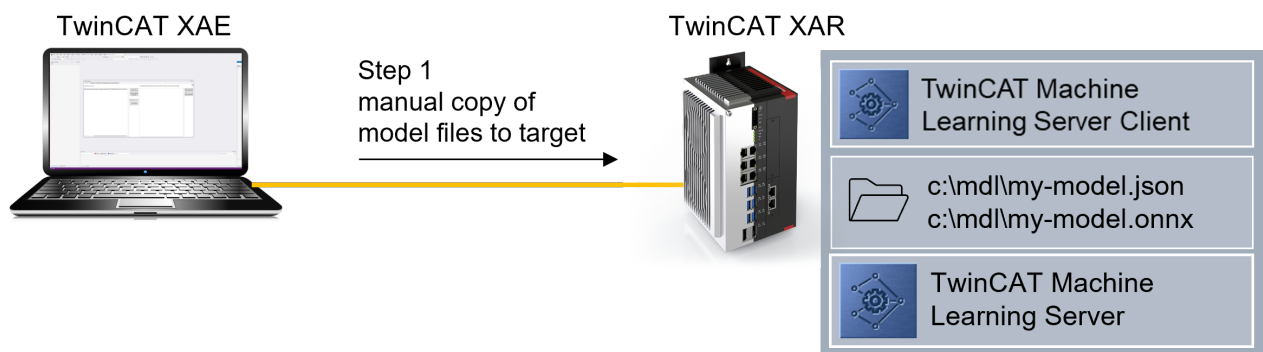 TwinCAT XAE
TwinCAT XAR
Step 1
manual copy of
model files to target
TwinCAT Machine
Learning Server Client
c:\mdl\my-model.json
c:\mdl\my-model.onnx
TwinCAT Machine
Learning Server